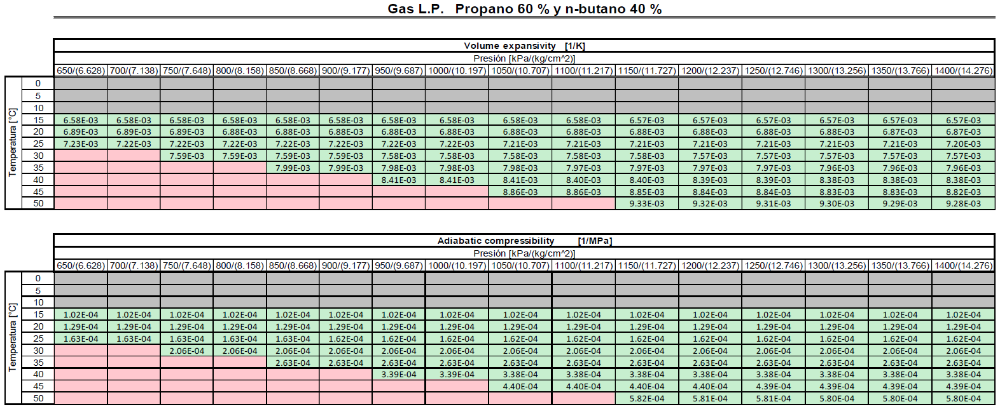 Gas L.P. Propano 60 % y n-butano 40 %
Volume expansivity [1/K]
Presión [kPa/(kg/cm^2)]
650/(6.628) 700/(7.138) 750/(7.648) 800/(8.158) 850/(8.668) 900/(9.177) 950/(9.687) 1000/(10.197) 1050/(10.707) 1100/(11.217) 1150/(11.727) 1200/(12.237) 1250/(12.746) 1300/(13.256) 1350/(13.766) 1400/(14.276)
Temperatura [°C]
0
5
10
15 6.58E-03 6.58E-03 6.58E-03 6.58E-03 6.58E-03 6.58E-03 6.58E-03 6.58E-03 6.58E-03 6.58E-03 6.57E-03 6.57E-03 6.57E-03 6.57E-03 6.57E-03 6.57E-03
20 6.89E-03 6.89E-03 6.89E-03 6.88E-03 6.88E-03 6.88E-03 6.88E-03 6.88E-03 6.88E-03 6.88E-03 6.88E-03 6.88E-03 6.88E-03 6.88E-03 6.87E-03 6.87E-03
25 7.23E-03 7.22E-03 7.22E-03 7.22E-03 7.22E-03 7.22E-03 7.22E-03 7.22E-03 7.21E-03 7.21E-03 7.21E-03 7.21E-03 7.21E-03 7.21E-03 7.21E-03 7.20E-03
30 7.59E-03 7.59E-03 7.59E-03 7.59E-03 7.58E-03 7.58E-03 7.58E-03 7.58E-03 7.58E-03 7.57E-03 7.57E-03 7.57E-03 7.57E-03 7.57E-03
35 7.99E-03 7.99E-03 7.98E-03 7.98E-03 7.98E-03 7.97E-03 7.97E-03 7.97E-03 7.97E-03 7.96E-03 7.96E-03 7.96E-03
40 8.41E-03 8.41E-03 8.41E-03 8.40E-03 8.40E-03 8.39E-03 8.39E-03 8.38E-03 8.38E-03 8.38E-03
45 8.86E-03 8.86E-03 8.85E-03 8.84E-03 8.84E-03 8.83E-03 8.83E-03 8.82E-03
50 9.33E-03 9.32E-03 9.31E-03 9.30E-03 9.29E-03 9.28E-03
Adiabatic compressibility [1/MPa]
Presión [kPa/(kg/cm^2)]
650/(6.628) 700/(7.138) 750/(7.648) 800/(8.158) 850/(8.668) 900/(9.177) 950/(9.687) 1000/(10.197) 1050/(10.707) 1100/(11.217) 1150/(11.727) 1200/(12.237) 1250/(12.746) 1300/(13.256) 1350/(13.766) 1400/(14.276)
Temperatura [°C]
0
5
10
15 1.02E-04 1.02E-04 1.02E-04 1.02E-04 1.02E-04 1.02E-04 1.02E-04 1.02E-04 1.02E-04 1.02E-04 1.02E-04 1.02E-04 1.02E-04 1.02E-04 1.02E-04 1.02E-04
20 1.29E-04 1.29E-04 1.29E-04 1.29E-04 1.29E-04 1.29E-04 1.29E-04 1.29E-04 1.29E-04 1.29E-04 1.29E-04 1.29E-04 1.29E-04 1.29E-04 1.29E-04 1.29E-04
25 1.63E-04 1.63E-04 1.63E-04 1.63E-04 1.63E-04 1.62E-04 1.62E-04 1.62E-04 1.62E-04 1.62E-04 1.62E-04 1.62E-04 1.62E-04 1.62E-04 1.62E-04 1.62E-04
30 2.06E-04 2.06E-04 2.06E-04 2.06E-04 2.06E-04 2.06E-04 2.06E-04 2.06E-04 2.06E-04 2.06E-04 2.06E-04 2.06E-04 2.06E-04 2.06E-04
35 2.63E-04 2.63E-04 2.63E-04 2.63E-04 2.63E-04 2.63E-04 2.63E-04 2.63E-04 2.63E-04 2.63E-04 2.63E-04 2.63E-04
40 3.39E-04 3.39E-04 3.38E-04 3.38E-04 3.38E-04 3.38E-04 3.38E-04 3.38E-04 3.38E-04 3.38E-04
45 4.40E-04 4.40E-04 4.40E-04 4.40E-04 4.39E-04 4.39E-04 4.39E-04 4.39E-04
50 5.82E-04 5.81E-04 5.81E-04 5.80E-04 5.80E-04 5.80E-04